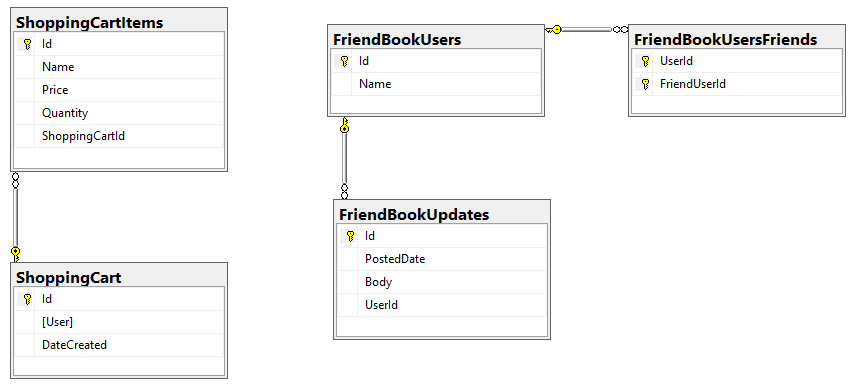 ShoppingCartItems
Id
Name
Price
Quantity
ShoppingCartId
ShoppingCart
Id
[User]
DateCreated
FriendBookUsers
Id
Name
FriendBookUsersFriends
UserId
FriendUserId
FriendBookUpdates
Id
PostedDate
Body
UserId